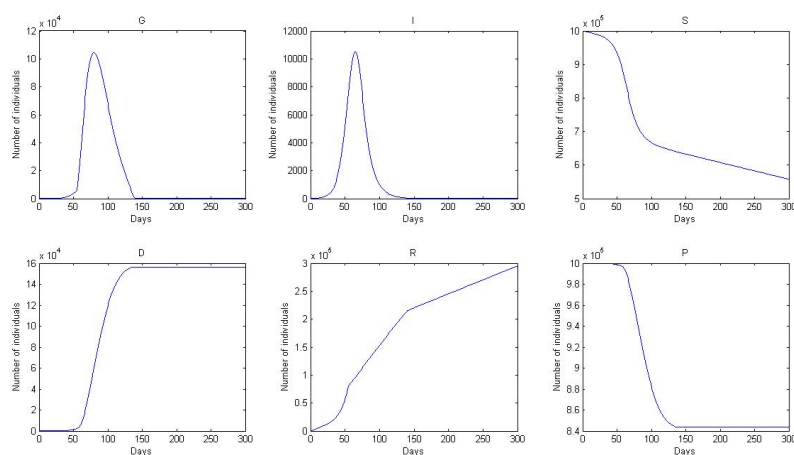 G
x 10^4
12
10
8
6
4
2
0
0 50 100 150 200 250 300
Number of individuals
Days
I
12000
10000
8000
6000
4000
2000
0
0 50 100 150 200 250 300
Number of individuals
Days
S
x 10^5
10
9
8
7
6
5
0 50 100 150 200 250 300
Number of individuals
Days
D
x 10^4
16
14
12
10
8
6
4
2
0
0 50 100 150 200 250 300
Number of individuals
Days
R
x 10^5
3
2.5
2
1.5
1
0.5
0
0 50 100 150 200 250 300
Number of individuals
Days
P
x 10^5
10
9.8
9.6
9.4
9.2
9
8.8
8.6
8.4
0 50 100 150 200 250 300
Number of individuals
Days